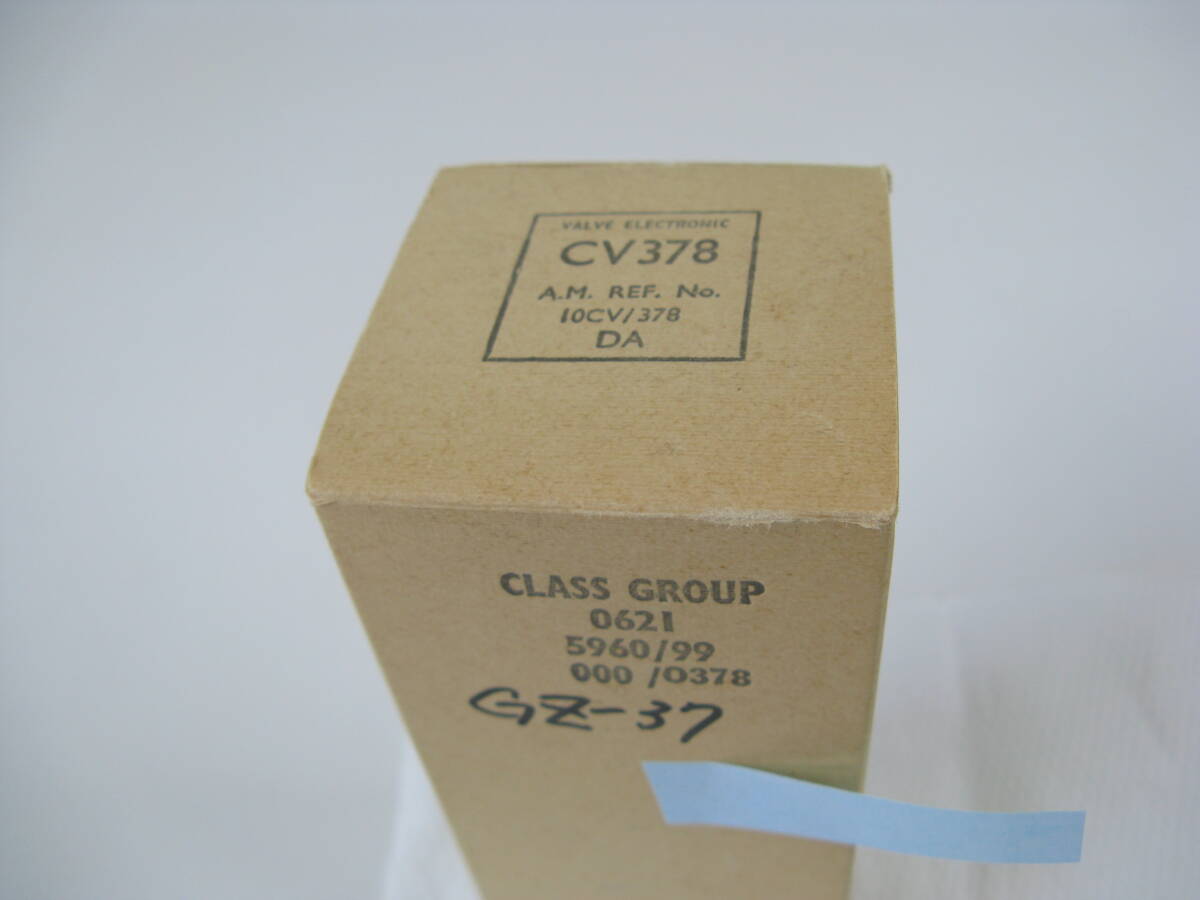 VALVE ELECTRONIC
CV378
A.M. REF. No.
10CV/378
DA
CLASS GROUP
0621
5960/99
000 /0378
GZ-37